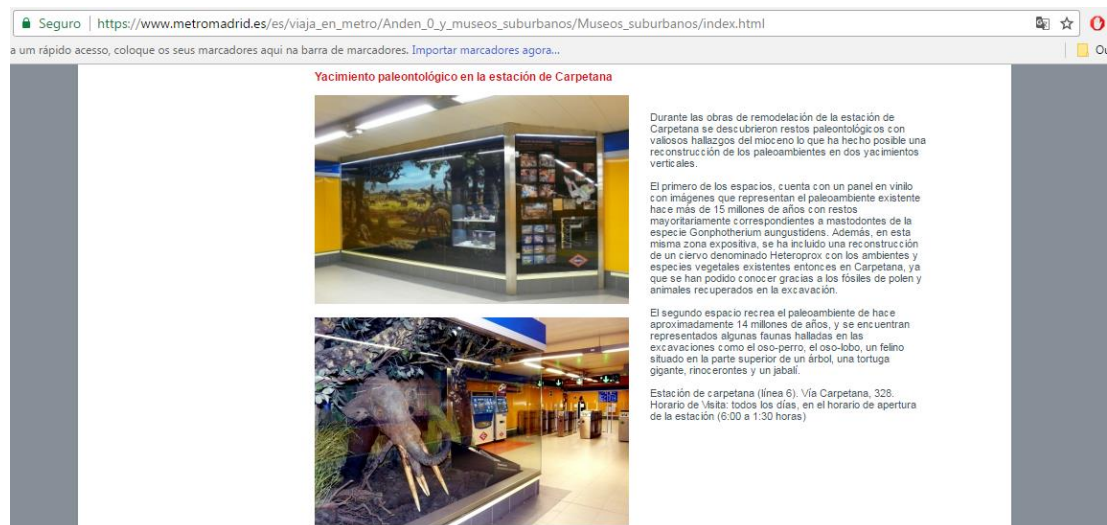 Seguro | https://www.metromadrid.es/es/viaja_en_metro/Anden_0_y_museos_suburbanos/Museos_suburbanos/index.html
a um rápido acesso, coloque os seus marcadores aqui na barra de marcadores. Importar marcadores agora...
Ou
Yacimiento paleontológico en la estación de Carpetana
Durante las obras de remodelación de la estación de
Carpetana se descubrieron restos paleontológicos con
valiosos hallazgos del mioceno lo que ha hecho posible una
reconstrucción de los paleoambientes en dos yacimientos
verticales.
El primero de los espacios, cuenta con un panel en vinilo
con imágenes que representan el paleoambiente existente
hace más de 15 millones de años con restos
mayoritariamente correspondientes a mastodontes de la
especie Gonphotherium aungustidens. Además, en esta
misma zona expositiva, se ha incluido una reconstrucción
de un ciervo denominado Heteroprox con los ambientes y
especies vegetales existentes entonces en Carpetana, ya
que se han podido conocer gracias a los fósiles de polen y
animales recuperados en la excavación.
El segundo espacio recrea el paleoambiente de hace
aproximadamente 14 millones de años, y se encuentran
representados algunas faunas halladas en las
excavaciones como el oso-perro, el oso-lobo, un felino
situado en la parte superior de un árbol, una tortuga
gigante, rinocerontes y un jabalí.
Estación de carpetana (línea 6). Vía Carpetana, 328.
Horario de Visita: todos los días, en el horario de apertura
de la estación (6:00 a 1:30 horas)